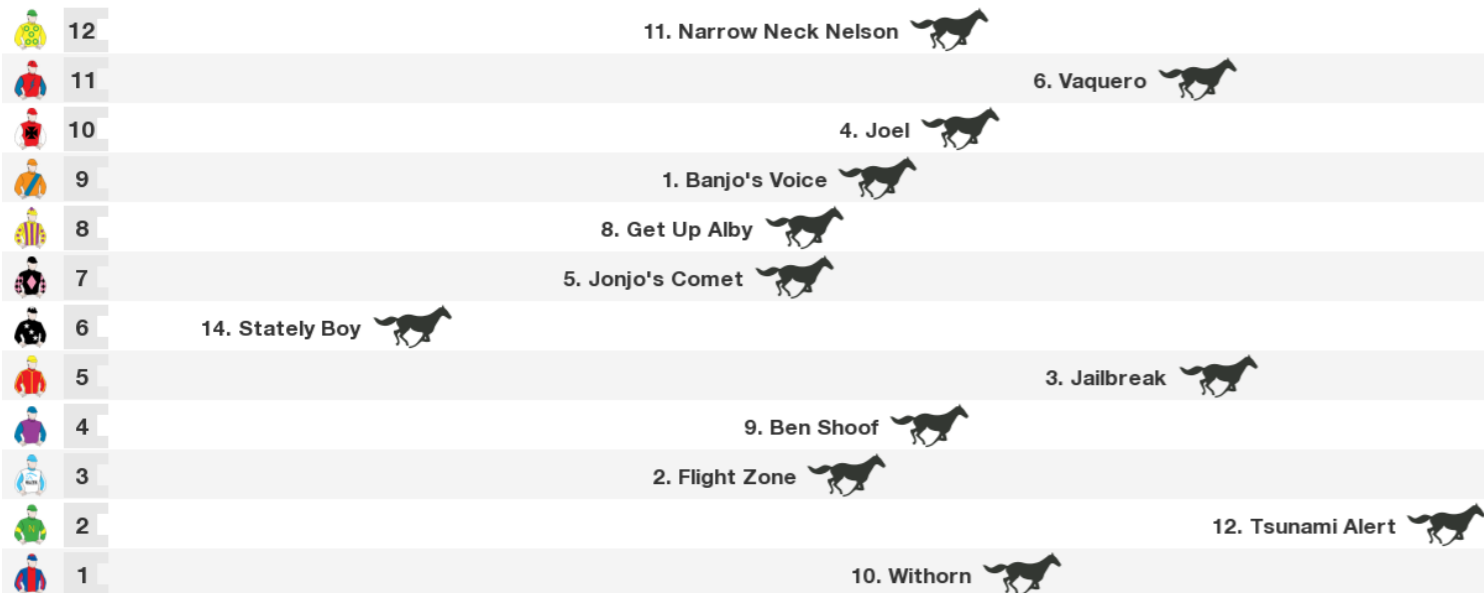 12 11. Narrow Neck Nelson
11 6. Vaquero
10 4. Joel
9 1. Banjo's Voice
8 8. Get Up Alby
7 5. Jonjo's Comet
6 14. Stately Boy
5 3. Jailbreak
4 9. Ben Shoof
3 2. Flight Zone
2 12. Tsunami Alert
1 10. Withorn